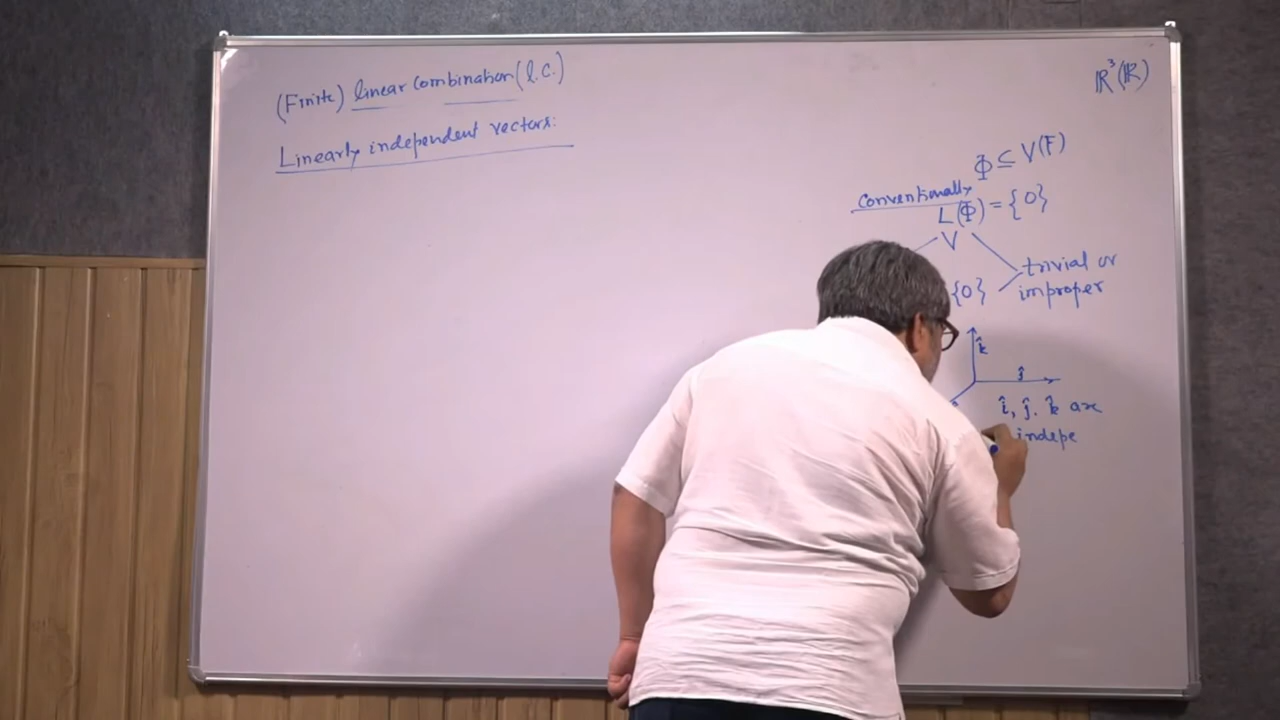 (Finite) linear combination (l.c.)
Linearly independent vectors:
ℝ³(ℝ)
Φ ⊆ V(F)
Conventionally
L(Φ) = {0}
V
{0}
trivial or
improper
k̂
ĵ
î, ĵ, k̂ are
indepe